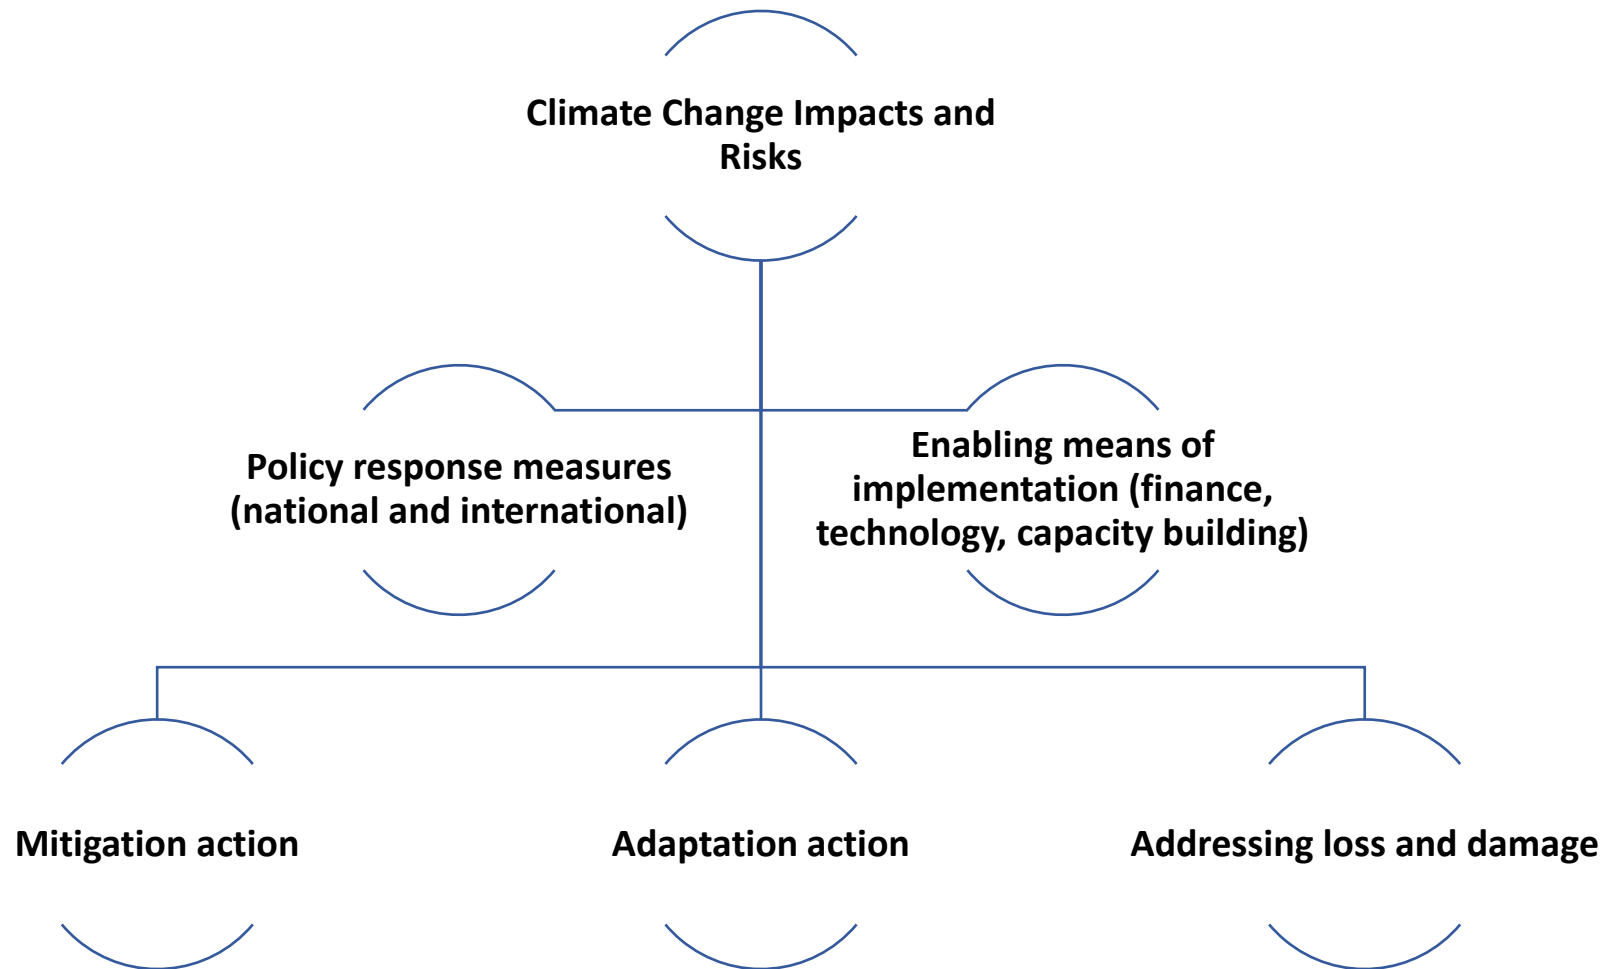 Climate Change Impacts and
Risks
Policy response measures
(national and international)
Enabling means of
implementation (finance,
technology, capacity building)
Mitigation action
Adaptation action
Addressing loss and damage